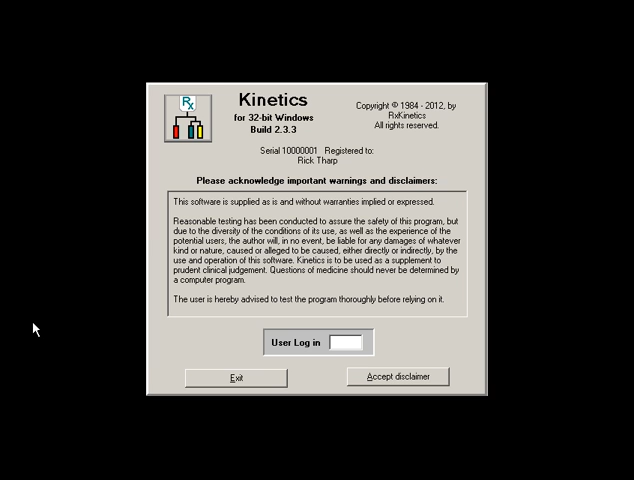 Rx
Kinetics
for 32-bit Windows
Build 2.3.3
Copyright © 1984 - 2012, by
RxKinetics
All rights reserved.
Serial 10000001 Registered to:
Rick Tharp
Please acknowledge important warnings and disclaimers:
This software is supplied as is and without warranties implied or expressed.
Reasonable testing has been conducted to assure the safety of this program, but
due to the diversity of the conditions of its use, as well as the experience of the
potential users, the author will, in no event, be liable for any damages of whatever
kind or nature, caused or alleged to be caused, either directly or indirectly, by the
use and operation of this software. Kinetics is to be used as a supplement to
prudent clinical judgement. Questions of medicine should never be determined by
a computer program.
The user is hereby advised to test the program thoroughly before relying on it.
User Log in
Exit
Accept disclaimer